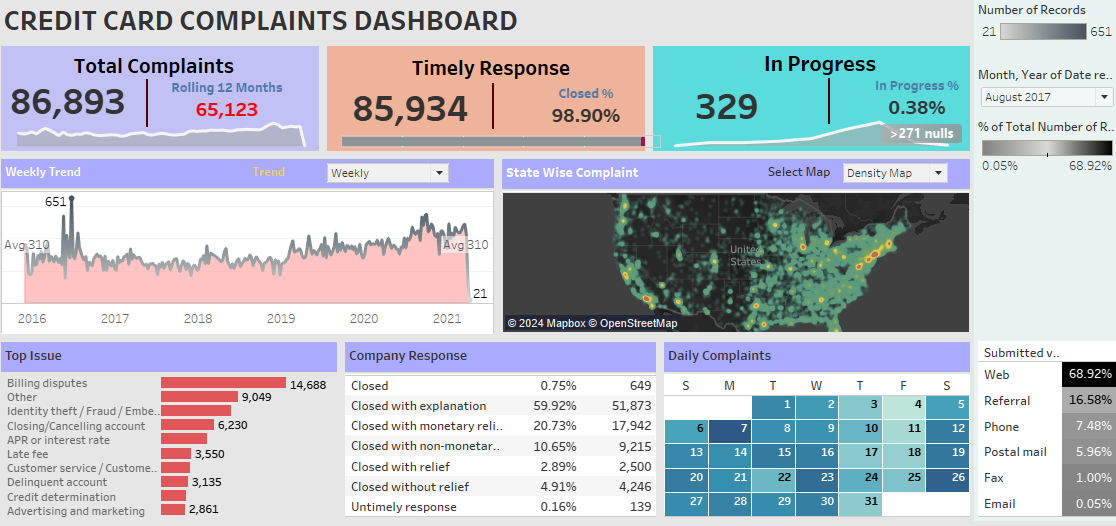 CREDIT CARD COMPLAINTS DASHBOARD
Number of Records
21 651
Month, Year of Date re..
August 2017
% of Total Number of R..
0.05% 68.92%
Total Complaints
86,893
Rolling 12 Months
65,123
Timely Response
85,934
Closed %
98.90%
In Progress
329
In Progress %
0.38%
>271 nulls
Weekly Trend
Trend
Weekly
651
Avg 310
Avg 310
21
2016 2017 2018 2019 2020 2021
State Wise Complaint
Select Map
Density Map
United
States
© 2024 Mapbox © OpenStreetMap
Top Issue
Billing disputes 14,688
Other 9,049
Identity theft / Fraud / Embe..
Closing/Cancelling account 6,230
APR or interest rate
Late fee 3,550
Customer service / Custome..
Delinquent account 3,135
Credit determination
Advertising and marketing 2,861
Company Response
Closed 0.75% 649
Closed with explanation 59.92% 51,873
Closed with monetary reli.. 20.73% 17,942
Closed with non-monetar.. 10.65% 9,215
Closed with relief 2.89% 2,500
Closed without relief 4.91% 4,246
Untimely response 0.16% 139
Daily Complaints
S M T W T F S
1 2 3 4 5
6 7 8 9 10 11 12
13 14 15 16 17 18 19
20 21 22 23 24 25 26
27 28 29 30 31
Submitted v..
Web 68.92%
Referral 16.58%
Phone 7.48%
Postal mail 5.96%
Fax 1.00%
Email 0.05%